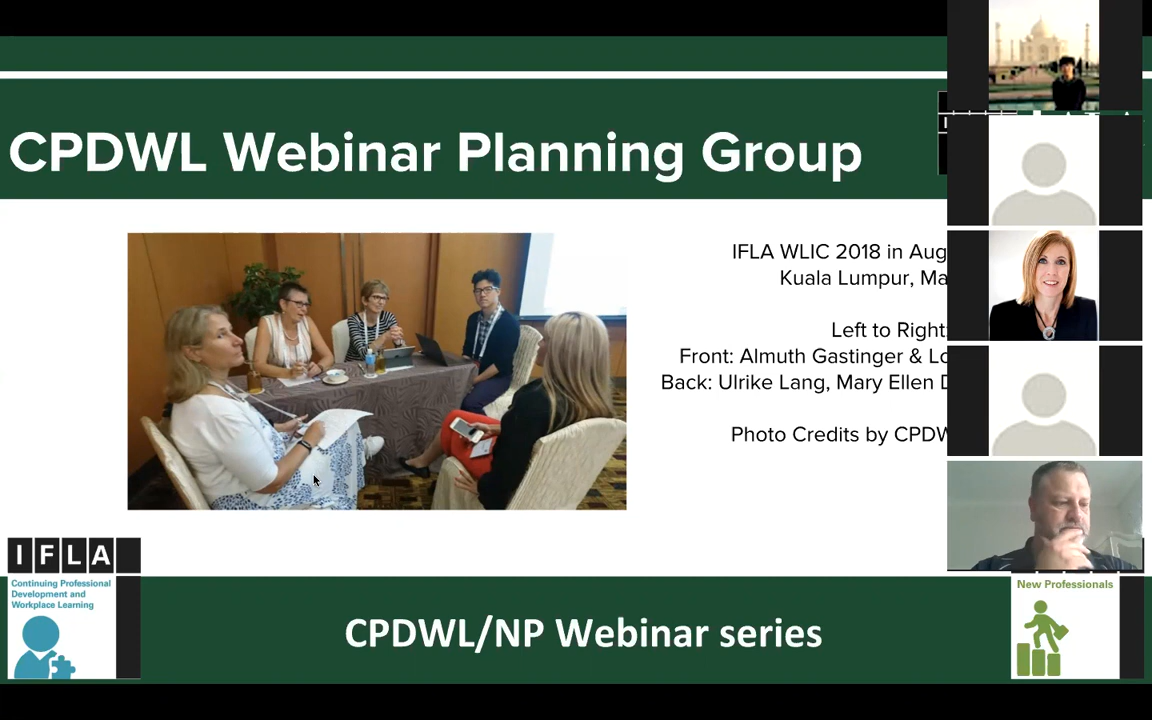 CPDWL Webinar Planning Group
IFLA WLIC 2018 in Aug
Kuala Lumpur, Ma
Left to Right:
Front: Almuth Gastinger & Lo
Back: Ulrike Lang, Mary Ellen D
Photo Credits by CPDW
IFLA
Continuing Professional
Development and
Workplace Learning
CPDWL/NP Webinar series
New Professionals